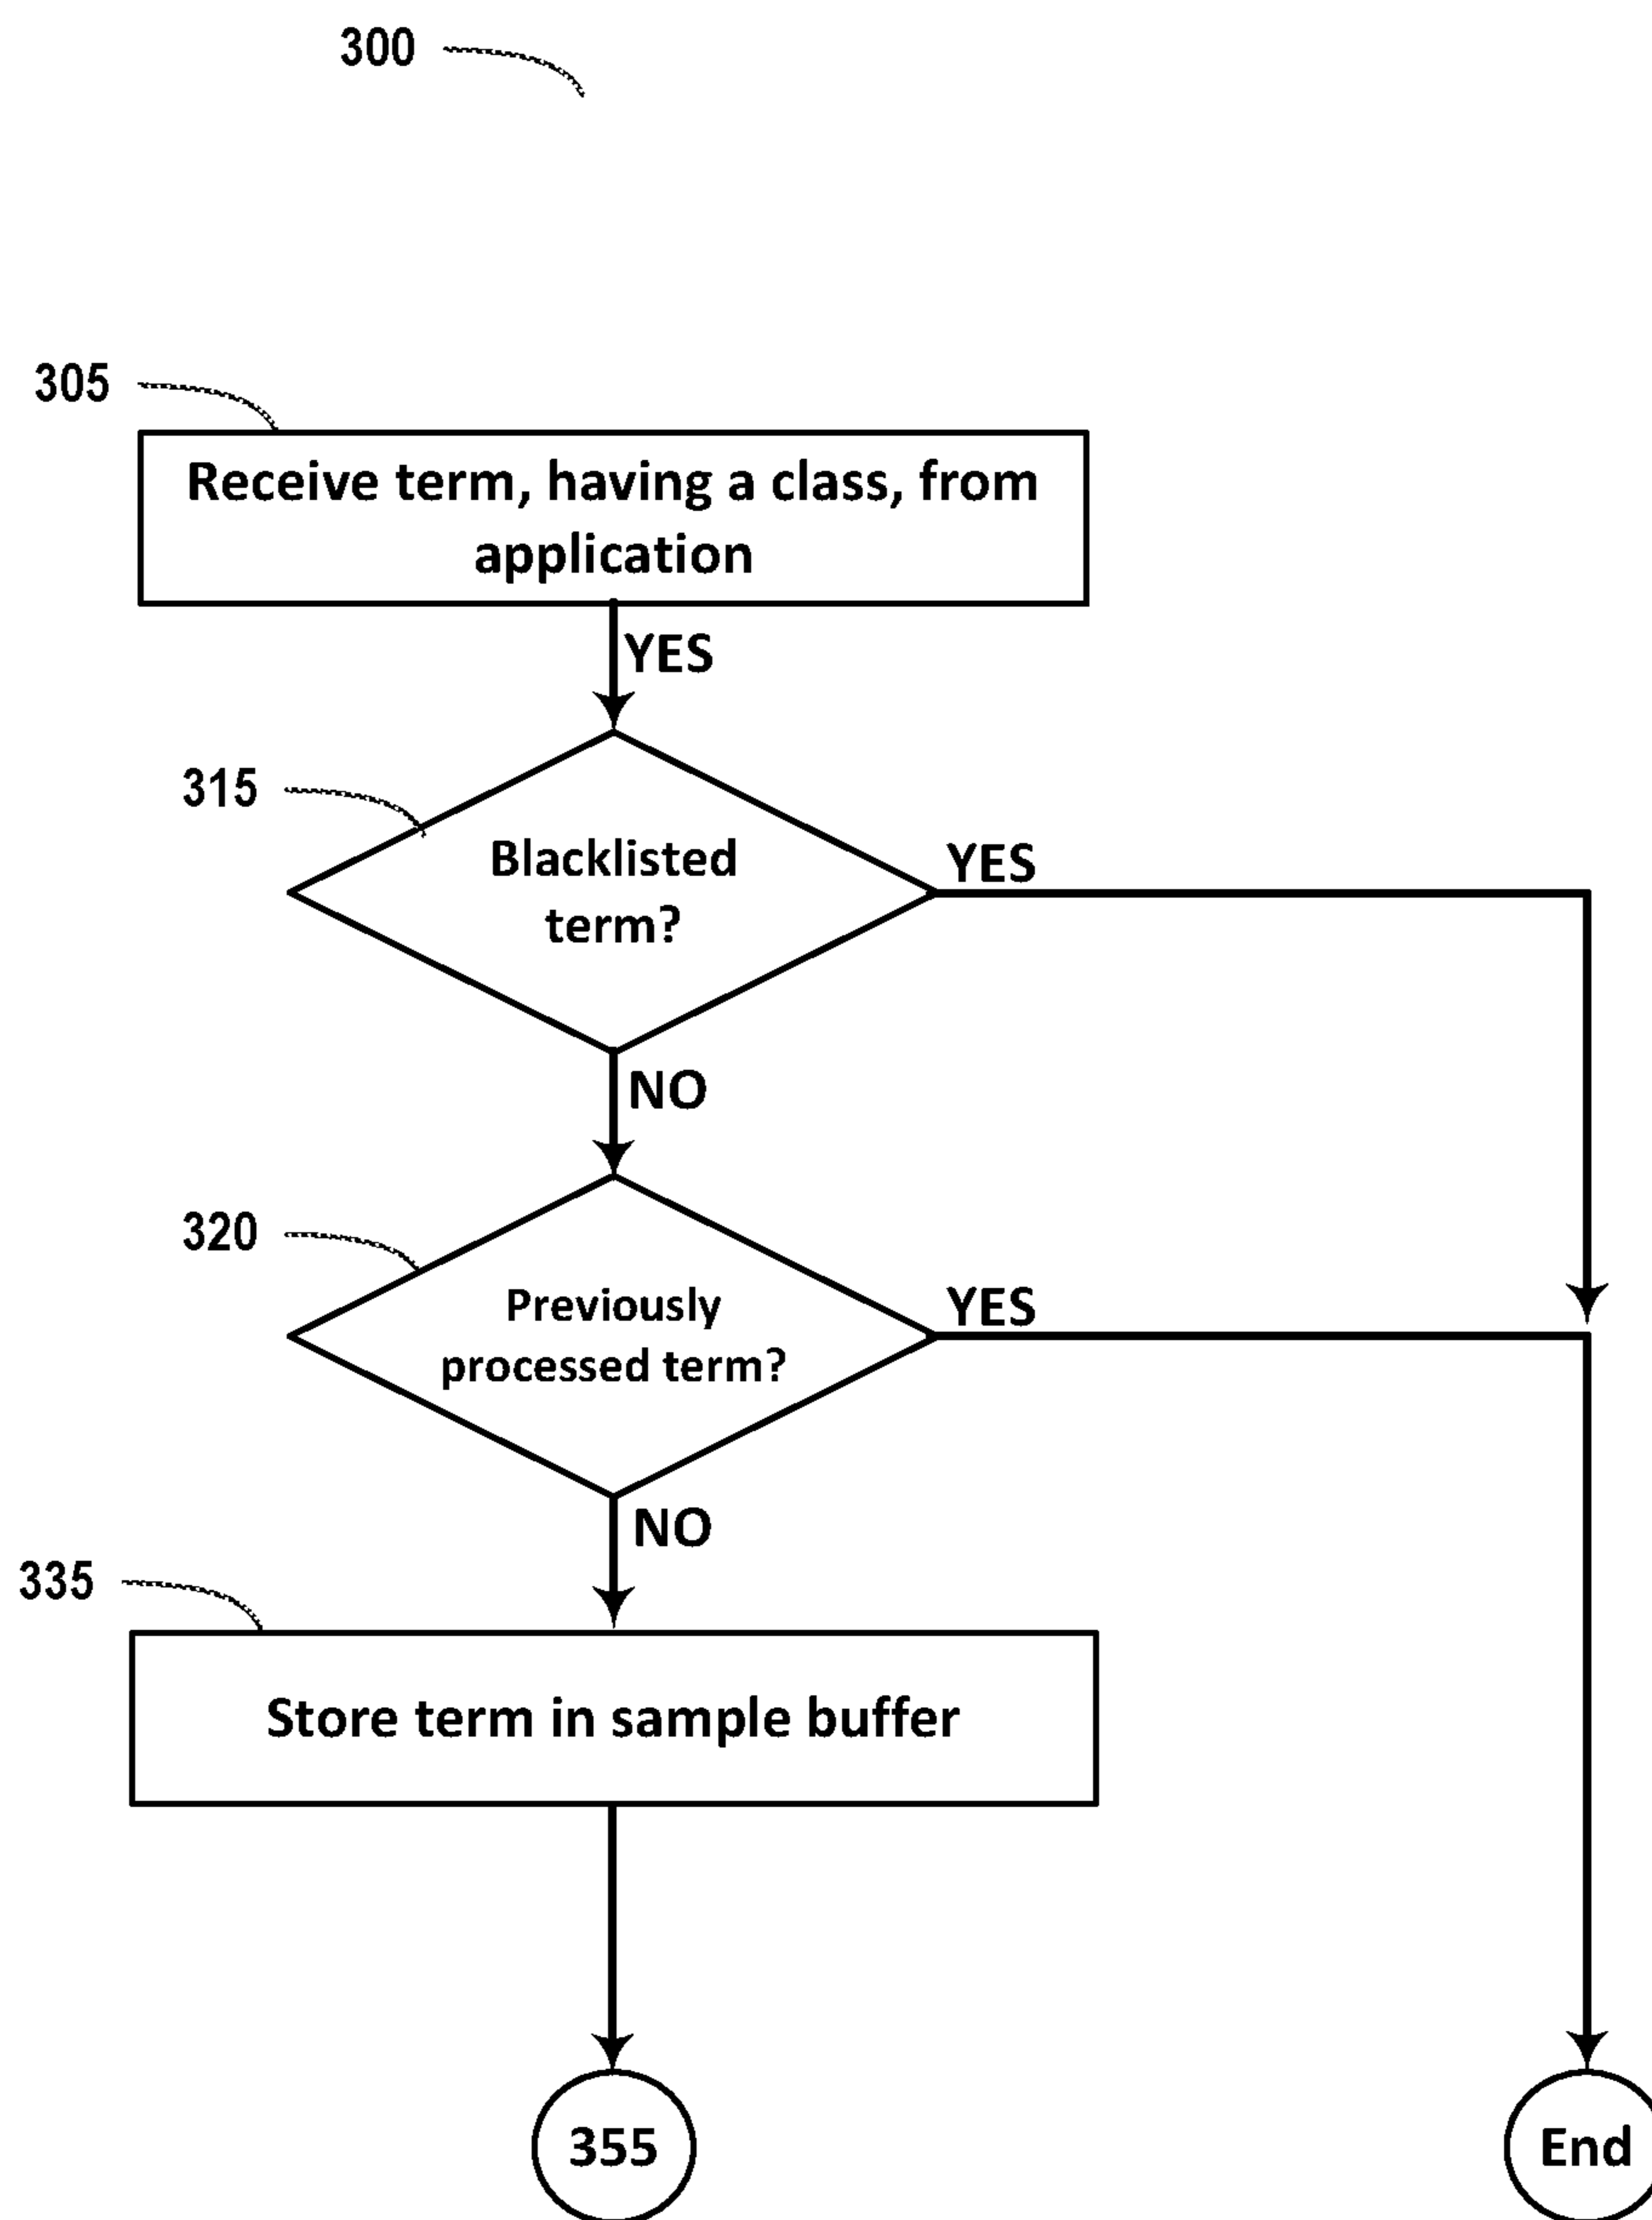 300
305
Receive term, having a class, from
application
YES
315
Blacklisted
term?
YES
NO
320
Previously
processed term?
YES
NO
335
Store term in sample buffer
355
End